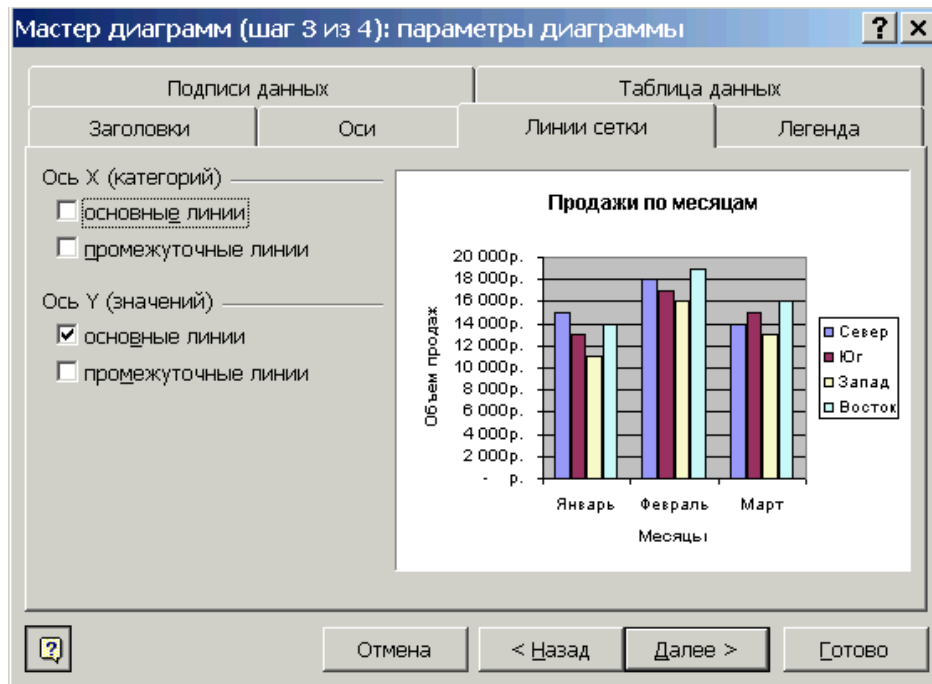 Мастер диаграмм (шаг 3 из 4): параметры диаграммы
Подписи данных
Таблица данных
Заголовки
Оси
Линии сетки
Легенда
Ось X (категорий)
основные линии
промежуточные линии
Ось Y (значений)
основные линии
промежуточные линии
Продажи по месяцам
Объем продаж
20 000р.
18 000р.
16 000р.
14 000р.
12 000р.
10 000р.
8 000р.
6 000р.
4 000р.
2 000р.
- р.
Январь Февраль Март
Месяцы
Север
Юг
Запад
Восток
Отмена
< Назад
Далее >
Готово